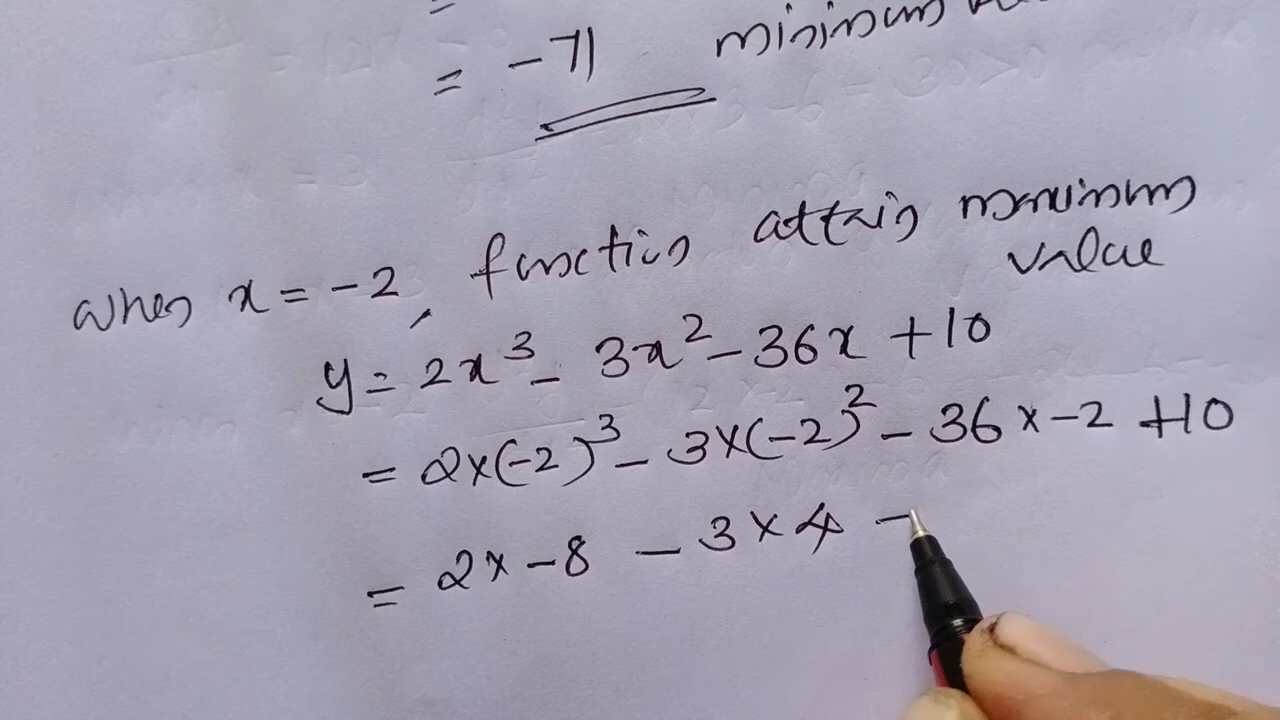 =
= -71 minimum
when x = -2, function attain maximum
value
y = 2x³ - 3x² - 36x + 10
= 2×(-2)³ - 3×(-2)² - 36×-2 + 10
= 2×-8 - 3×4 -